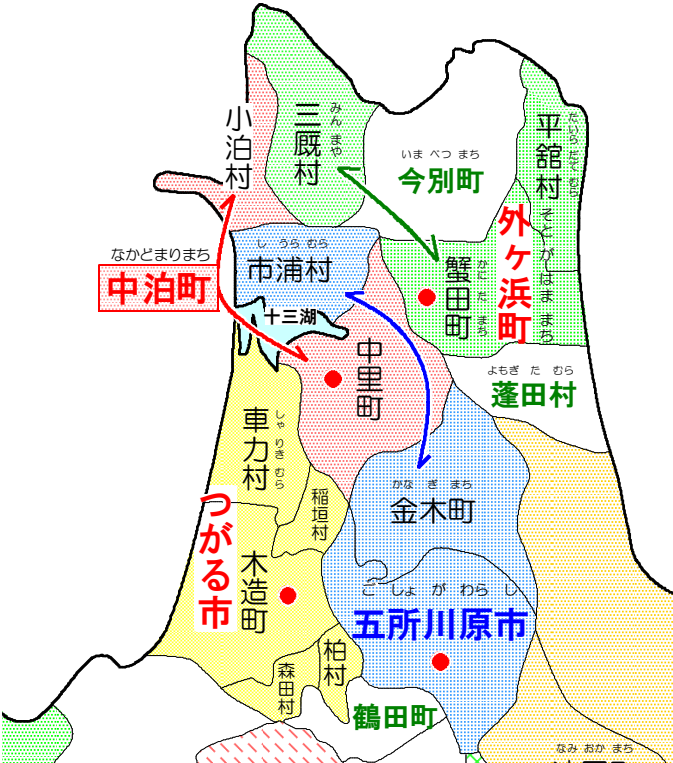 小泊村
三厩村
みんまや
いま べつ まち
今別町
平舘村
たいら だて むら
外ヶ浜町
そとがはま まち
なかどまりまち
中泊町
し うら むら
市浦村
蟹田町
かに た まち
十三湖
中里町
よもぎ た むら
蓬田村
車力村
しゃ りき むら
つがる市
稲垣村
かな ぎ まち
金木町
木造町
ご しょ が わら し
五所川原市
柏村
森田村
鶴田町
なみ おか まち